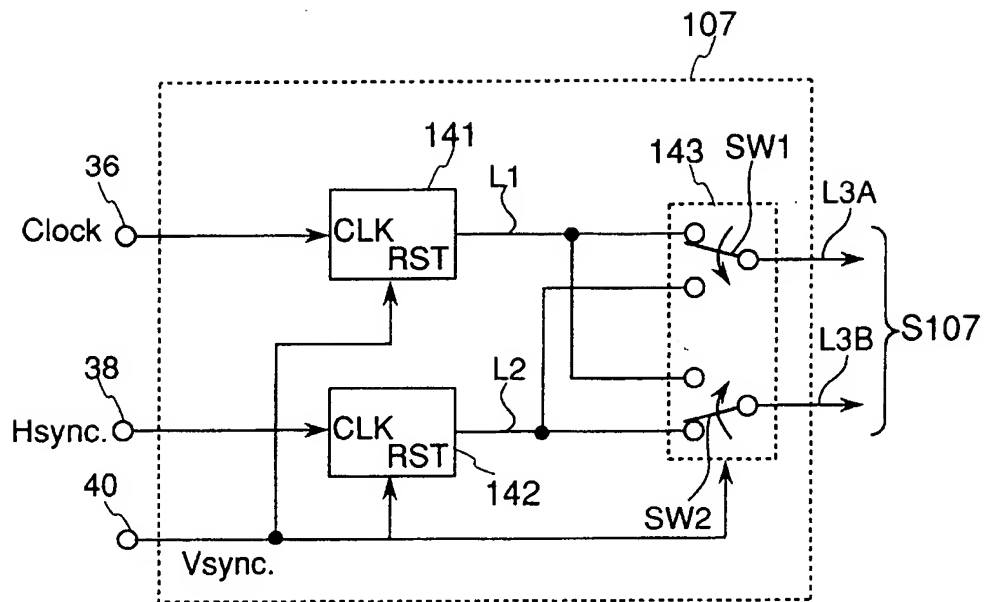 107
141
143
SW1
36
L1
L3A
Clock
CLK
RST
S107
38
L2
L3B
Hsync.
CLK
RST
40
142
SW2
Vsync.